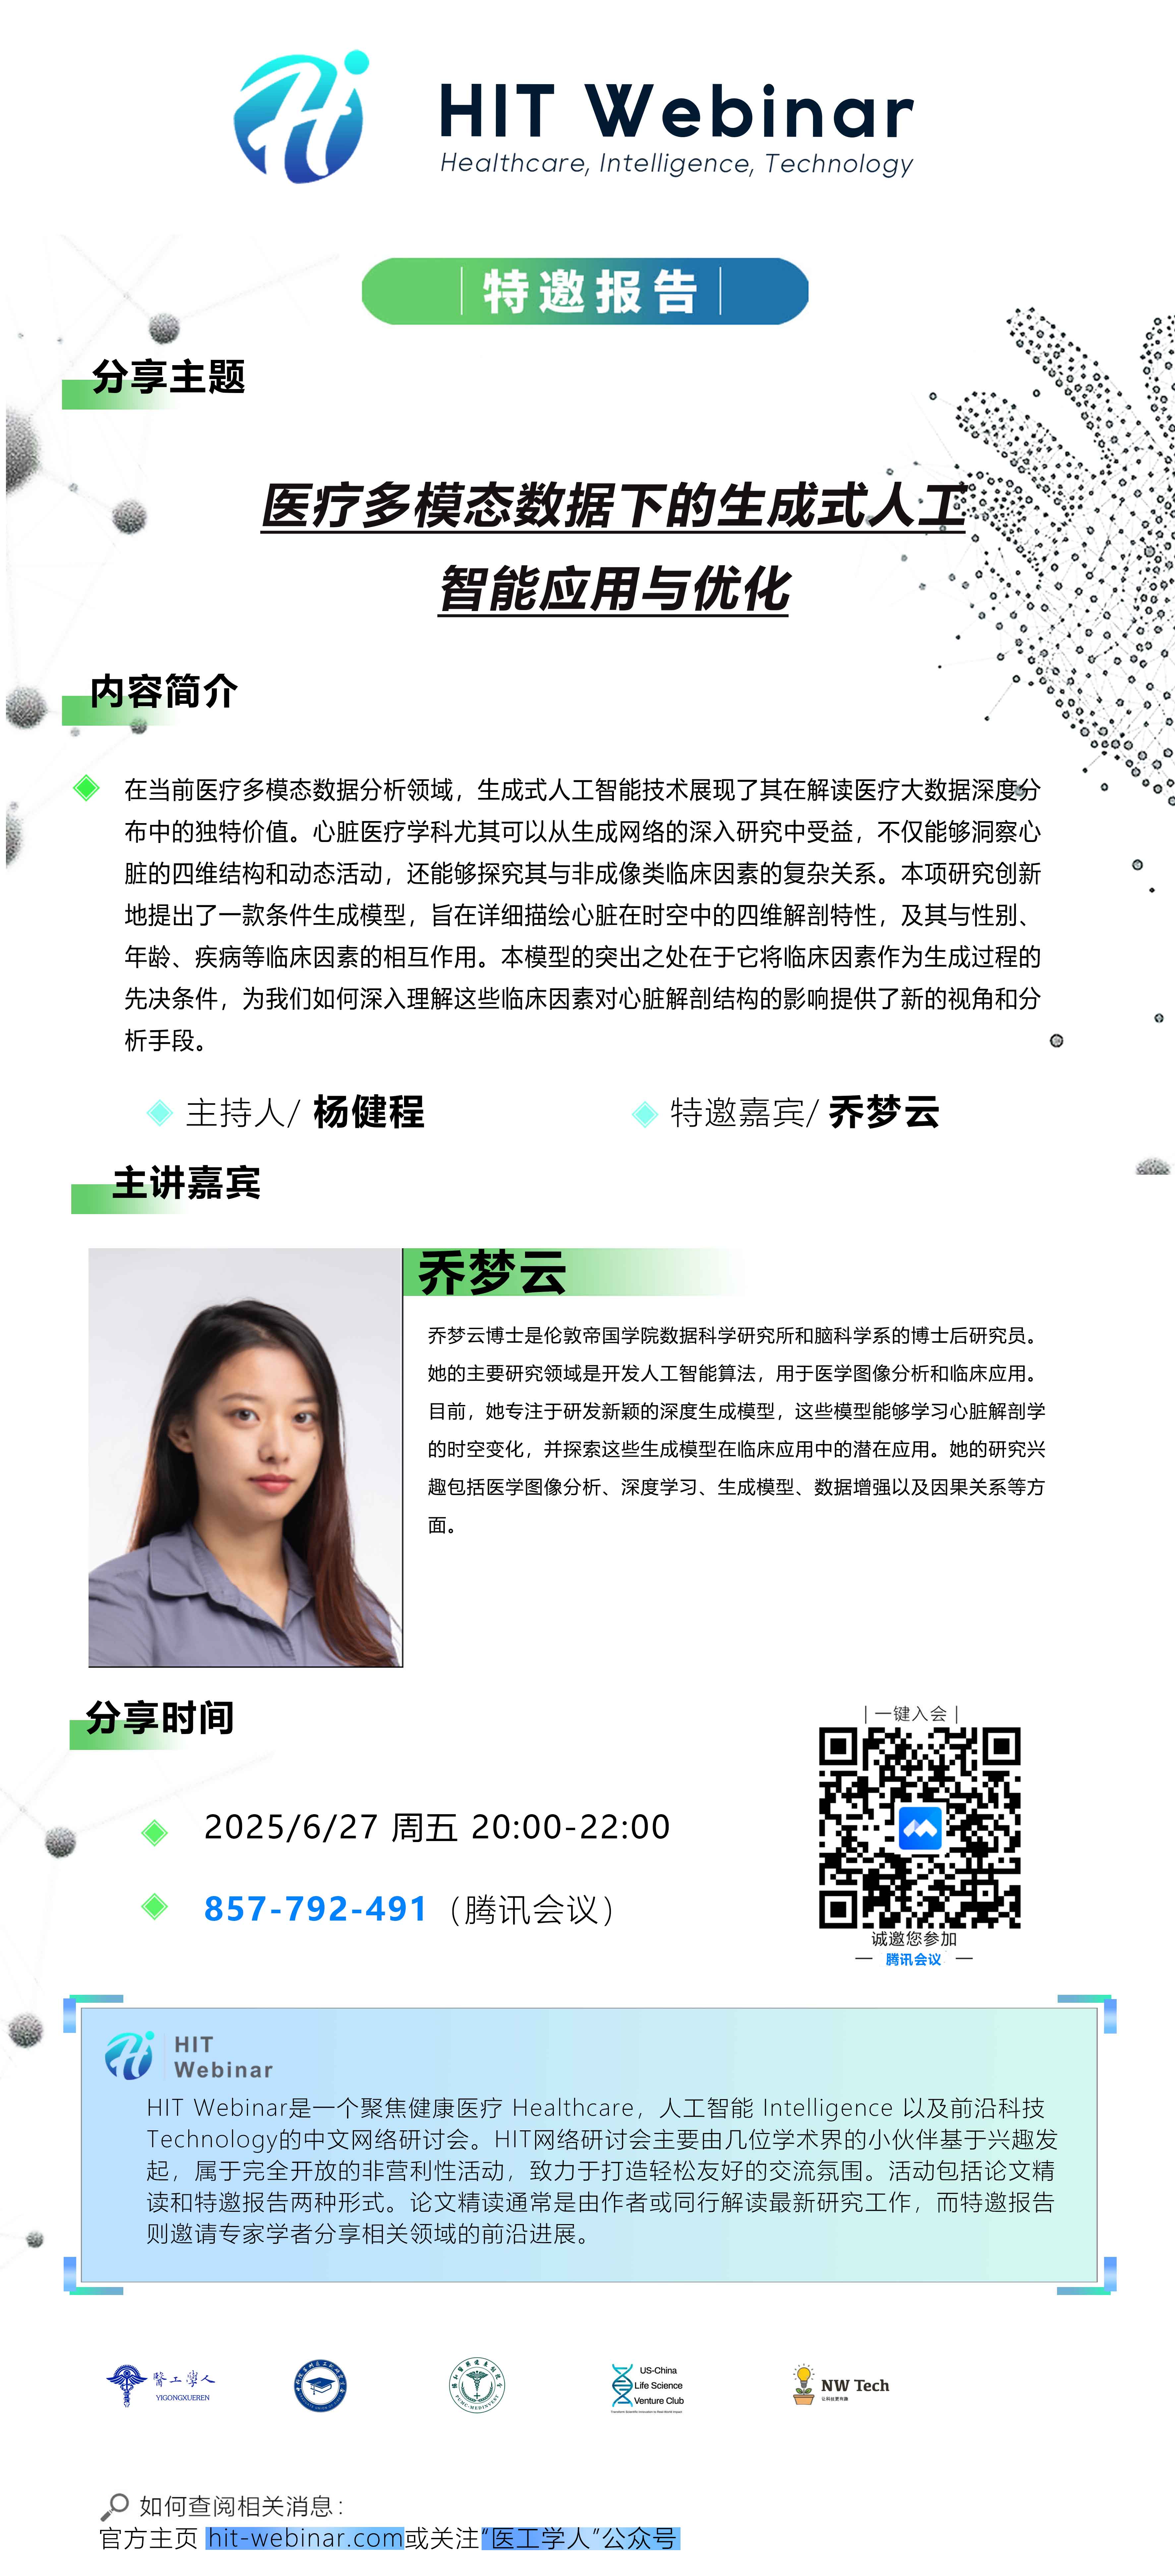 HIT Webinar
Healthcare, Intelligence, Technology
特邀报告
分享主题
医疗多模态数据下的生成式人工
智能应用与优化
内容简介
在当前医疗多模态数据分析领域，生成式人工智能技术展现了其在解读医疗大数据深度分
布中的独特价值。心脏医疗学科尤其可以从生成网络的深入研究中受益，不仅能够洞察心
脏的四维结构和动态活动，还能够探究其与非成像类临床因素的复杂关系。本项研究创新
地提出了一款条件生成模型，旨在详细描绘心脏在时空中的四维解剖特性，及其与性别、
年龄、疾病等临床因素的相互作用。本模型的突出之处在于它将临床因素作为生成过程的
先决条件，为我们如何深入理解这些临床因素对心脏解剖结构的影响提供了新的视角和分
析手段。
主持人/ 杨健程
特邀嘉宾/ 乔梦云
主讲嘉宾
乔梦云
乔梦云博士是伦敦帝国学院数据科学研究所和脑科学系的博士后研究员。
她的主要研究领域是开发人工智能算法，用于医学图像分析和临床应用。
目前，她专注于研发新颖的深度生成模型，这些模型能够学习心脏解剖学
的时空变化，并探索这些生成模型在临床应用中的潜在应用。她的研究兴
趣包括医学图像分析、深度学习、生成模型、数据增强以及因果关系等方
面。
分享时间
2025/6/27 周五 20:00-22:00
857-792-491（腾讯会议）
| 一键入会 |
诚邀您参加
— 腾讯会议 —
HIT
Webinar
HIT Webinar是一个聚焦健康医疗 Healthcare，人工智能 Intelligence 以及前沿科技
Technology的中文网络研讨会。HIT网络研讨会主要由几位学术界的小伙伴基于兴趣发
起，属于完全开放的非营利性活动，致力于打造轻松友好的交流氛围。活动包括论文精
读和特邀报告两种形式。论文精读通常是由作者或同行解读最新研究工作，而特邀报告
则邀请专家学者分享相关领域的前沿进展。
醫工學人
YIGONGXUEREN
US-China
Life Science
Venture Club
NW Tech
如何查阅相关消息：
官方主页 hit-webinar.com或关注“医工学人”公众号